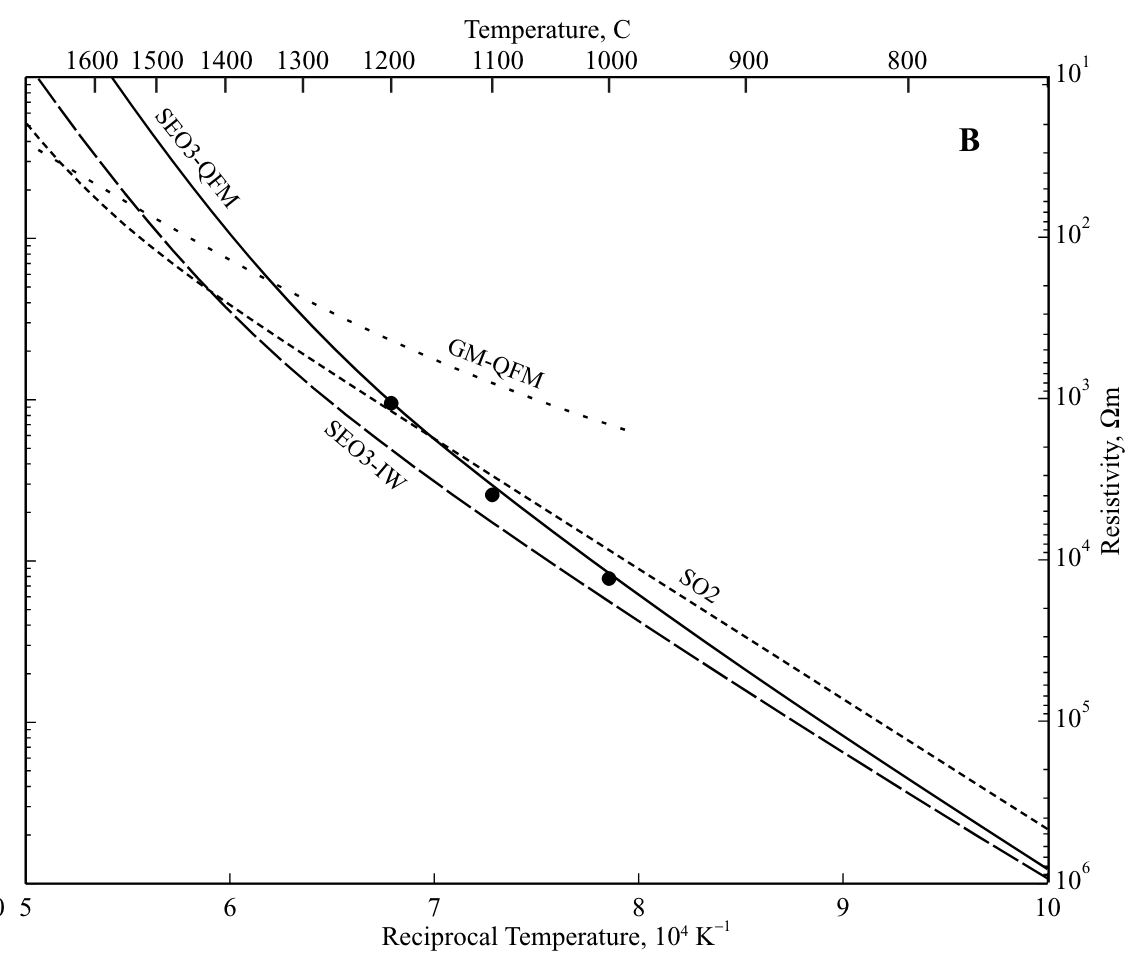 Temperature, C
1600 1500 1400 1300 1200 1100 1000 900 800
10¹
B
SEO3-QFM
10²
GM-QFM
10³
SEO3-IW
Resistivity, Ωm
10⁴
SO2
10⁵
10⁶
0 5 6 7 8 9 10
Reciprocal Temperature, 10⁴ K⁻¹